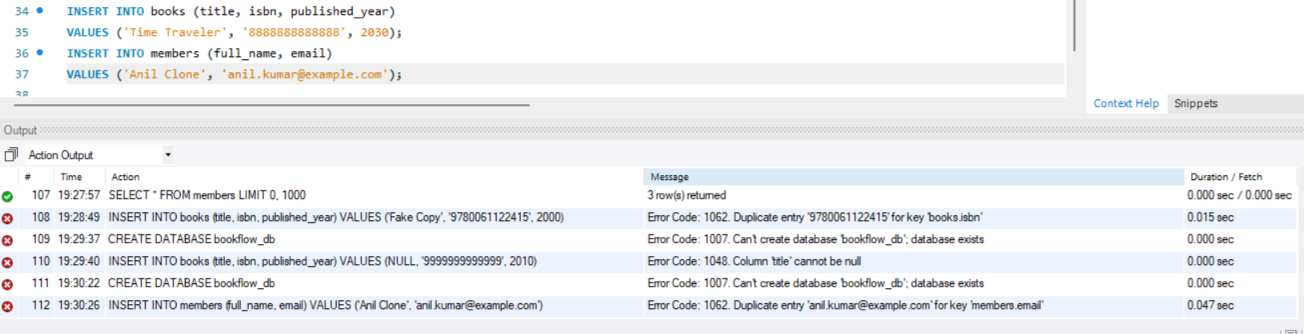 34 INSERT INTO books (title, isbn, published_year)
35 VALUES ('Time Traveler', '8888888888888', 2030);
36 INSERT INTO members (full_name, email)
37 VALUES ('Anil Clone', 'anil.kumar@example.com');
38
Context Help Snippets
Output
Action Output
# Time Action Message Duration / Fetch
107 19:27:57 SELECT * FROM members LIMIT 0, 1000 3 row(s) returned 0.000 sec / 0.000 sec
108 19:28:49 INSERT INTO books (title, isbn, published_year) VALUES ('Fake Copy', '9780061122415', 2000) Error Code: 1062. Duplicate entry '9780061122415' for key 'books.isbn' 0.015 sec
109 19:29:37 CREATE DATABASE bookflow_db Error Code: 1007. Can't create database 'bookflow_db'; database exists 0.000 sec
110 19:29:40 INSERT INTO books (title, isbn, published_year) VALUES (NULL, '9999999999999', 2010) Error Code: 1048. Column 'title' cannot be null 0.000 sec
111 19:30:22 CREATE DATABASE bookflow_db Error Code: 1007. Can't create database 'bookflow_db'; database exists 0.000 sec
112 19:30:26 INSERT INTO members (full_name, email) VALUES ('Anil Clone', 'anil.kumar@example.com') Error Code: 1062. Duplicate entry 'anil.kumar@example.com' for key 'members.email' 0.047 sec